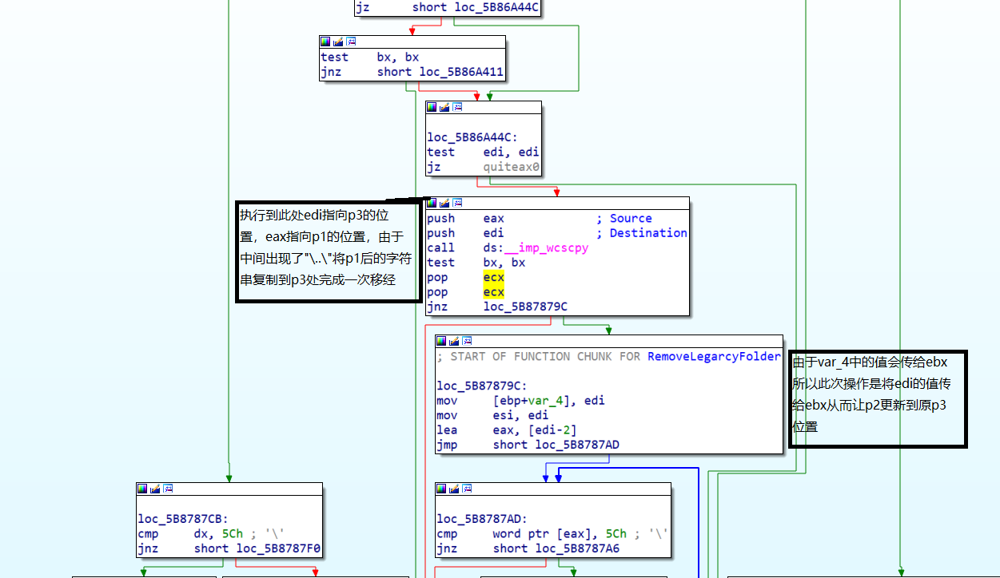 jz short loc_5B86A44C
test bx, bx
jnz short loc_5B86A411
loc_5B86A44C:
test edi, edi
jz quiteax0
执行到此处edi指向p3的位
置，eax指向p1的位置，由于
中间出现了"\..\"将p1后的字符
串复制到p3处完成一次移经
push eax ; Source
push edi ; Destination
call ds:__imp_wcscpy
test bx, bx
pop ecx
pop ecx
jnz loc_5B87879C
; START OF FUNCTION CHUNK FOR RemoveLegarcyFolder
loc_5B87879C:
mov [ebp+var_4], edi
mov esi, edi
lea eax, [edi-2]
jmp short loc_5B8787AD
由于var_4中的值会传给ebx
所以此次操作是将edi的值传
给ebx从而让p2更新到原p3
位置
loc_5B8787CB:
cmp dx, 5Ch ; '\'
jnz short loc_5B8787F0
loc_5B8787AD:
cmp word ptr [eax], 5Ch ; '\'
jnz short loc_5B8787A6